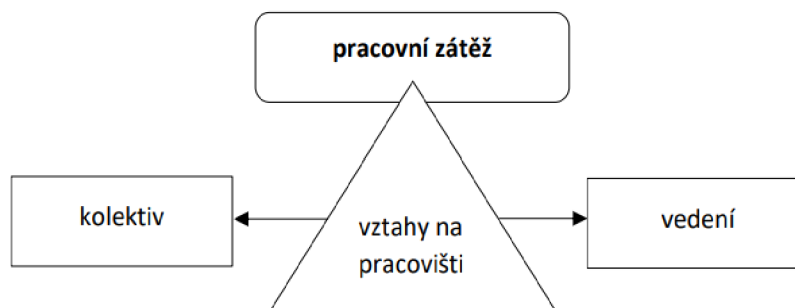 pracovní zátěž
kolektiv
vztahy na
pracovišti
vedení